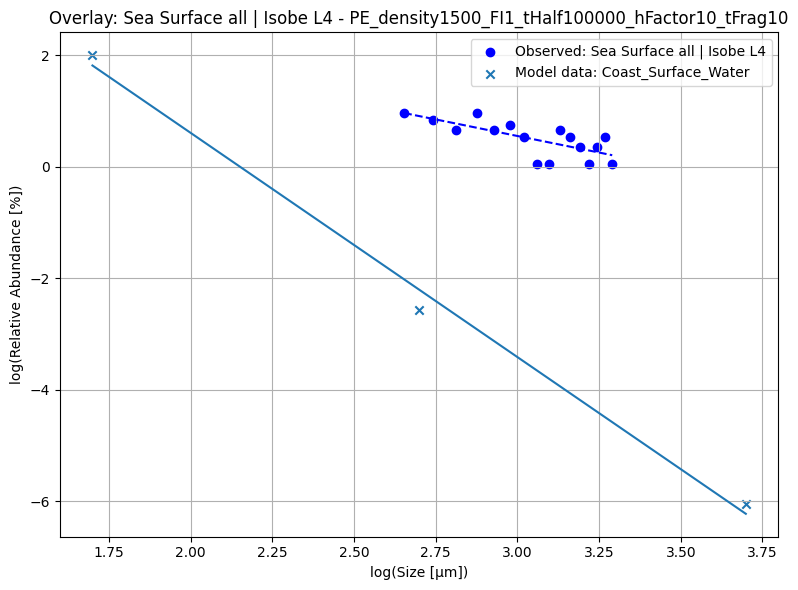 Overlay: Sea Surface all | Isobe L4 - PE_density1500_FI1_tHalf100000_hFactor10_tFrag10
Observed: Sea Surface all | Isobe L4
Model data: Coast_Surface_Water
log(Relative Abundance [%])
2
0
−2
−4
−6
1.75 2.00 2.25 2.50 2.75 3.00 3.25 3.50 3.75
log(Size [µm])